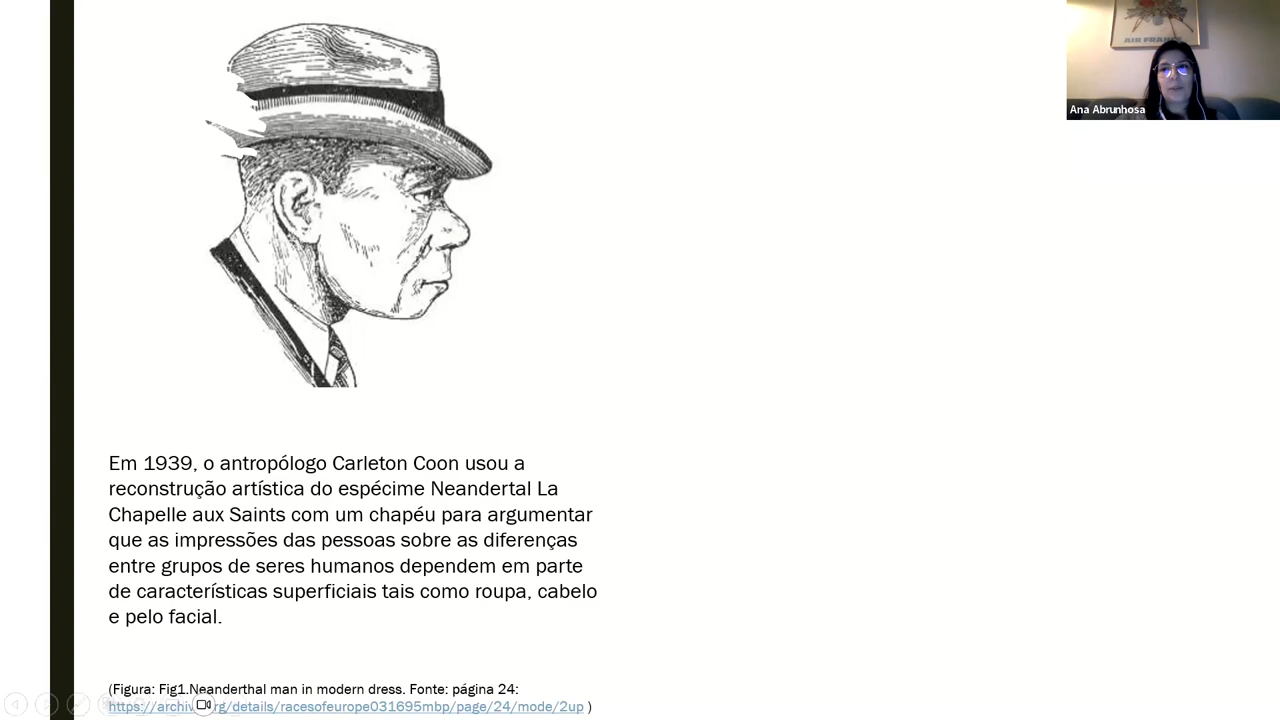 AIR FRANCE
Ana Abrunhosa
Em 1939, o antropólogo Carleton Coon usou a
reconstrução artística do espécime Neandertal La
Chapelle aux Saints com um chapéu para argumentar
que as impressões das pessoas sobre as diferenças
entre grupos de seres humanos dependem em parte
de características superficiais tais como roupa, cabelo
e pelo facial.
(Figura: Fig1.Neanderthal man in modern dress. Fonte: página 24:
/details/racesofeurope031695mbp/page/24/mode/2up )